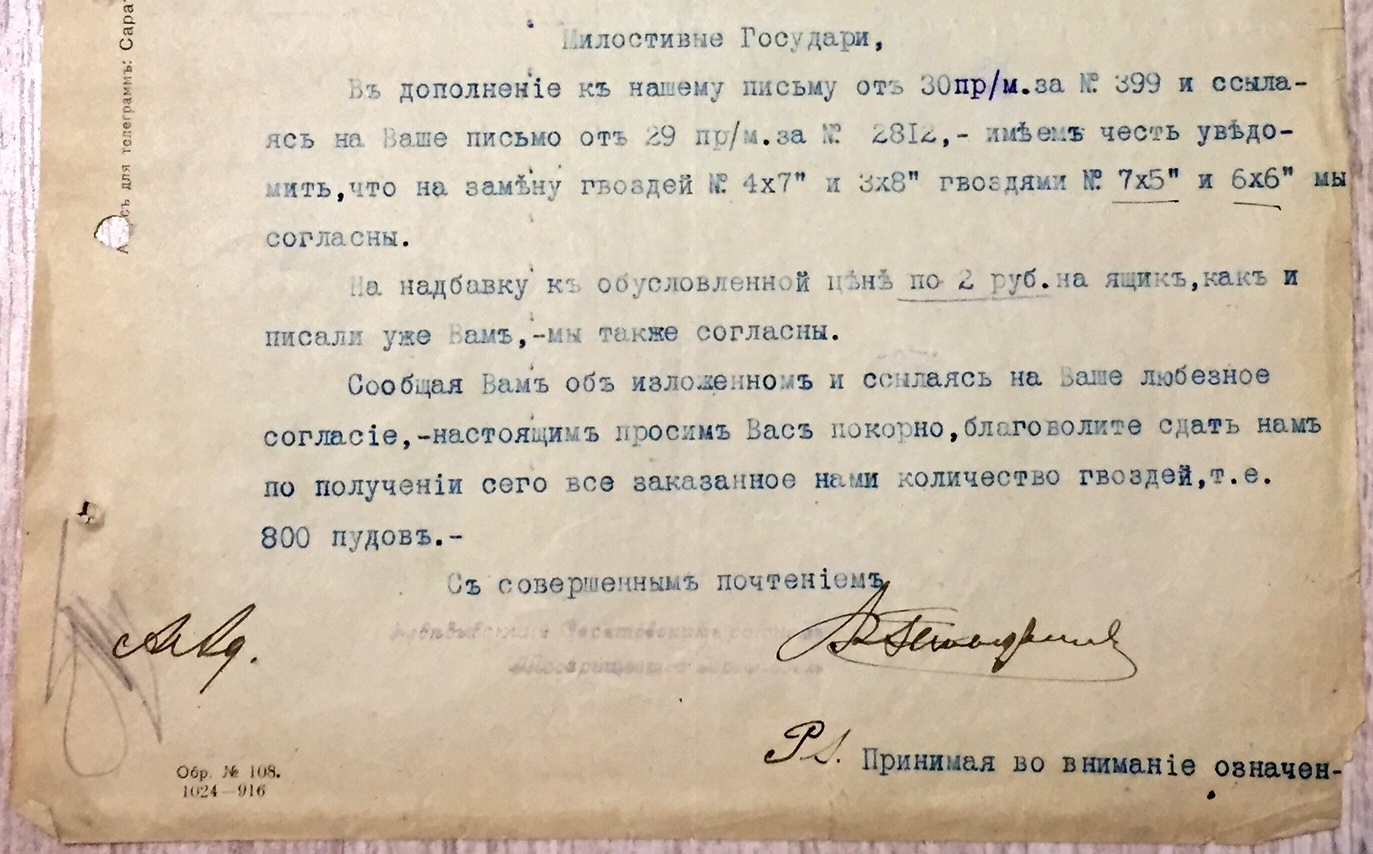 для телеграммъ: Сара
Милостивые Государи,
Въ дополненіе къ нашему письму отъ 30пр/м.за № 399 и ссыла-
ясь на Ваше письмо отъ 29 пр/м.за № 2812,- имѣемъ честь увѣдо-
мить,что на замѣну гвоздей № 4х7" и 3х8" гвоздями № 7х5" и 6х6" мы
согласны.
На надбавку къ обусловленной цѣнѣ по 2 руб.на ящик,какъ и
писали уже Вамъ,-мы также согласны.
Сообщая Вамъ объ изложенномъ и ссылаясь на Ваше любезное
согласіе,-настоящимъ просимъ Васъ покорно,благоволите сдать намъ
по полученіи сего все заказанное нами количество гвоздей,т.е.
800 пудовъ.-
Съ совершеннымъ почтеніемъ
P.S. Принимая во вниманіе означен-
Обр. № 108.
1024—916